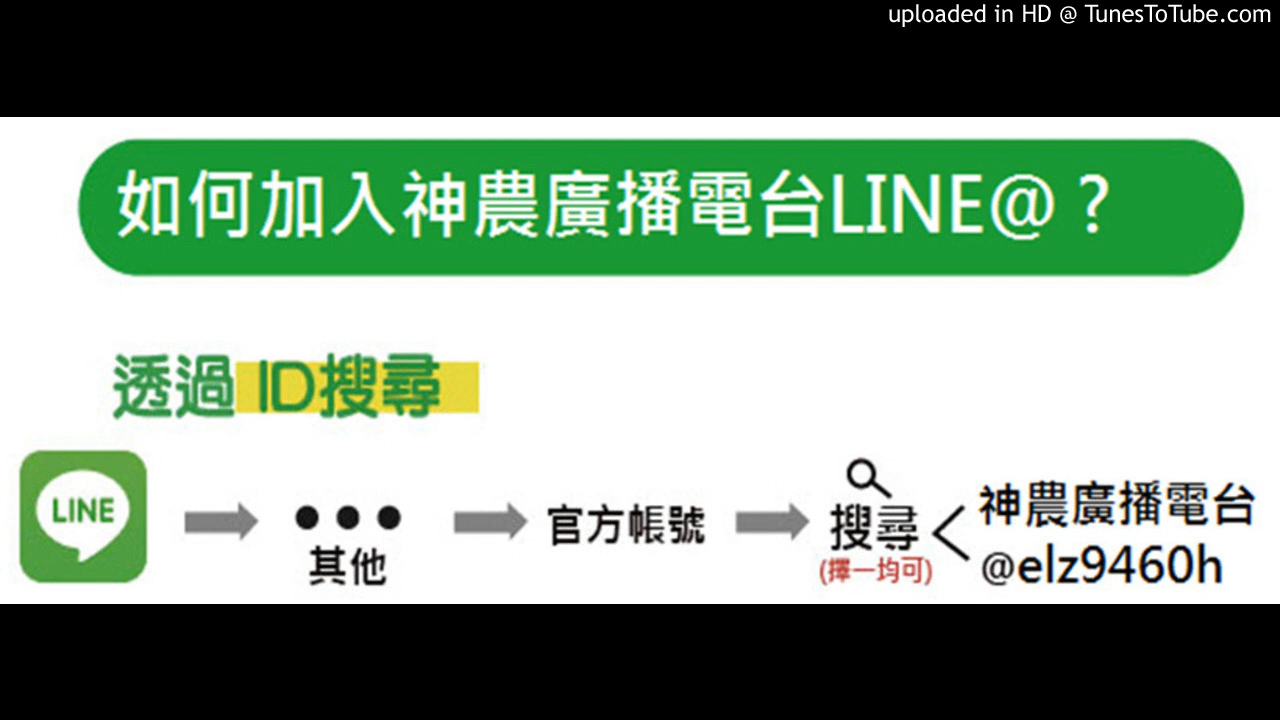 uploaded in HD @ TunesToTube.com
如何加入神農廣播電台LINE@？
透過 ID搜尋
LINE
其他
官方帳號
搜尋
(擇一均可)
神農廣播電台
@elz9460h